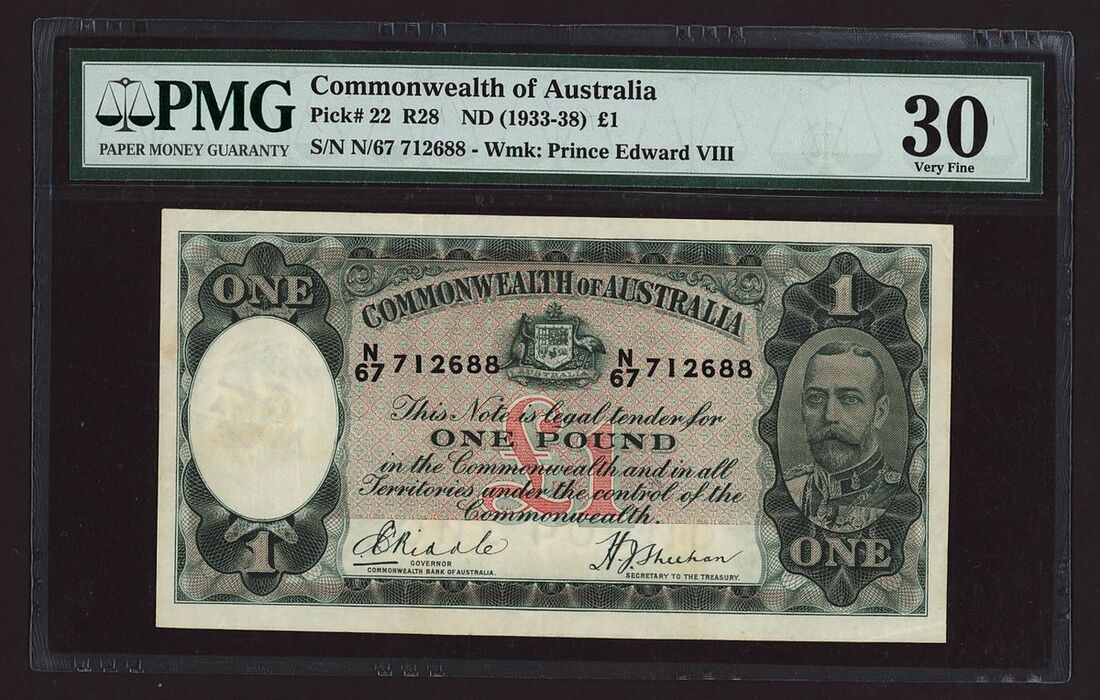 PMG
PAPER MONEY GUARANTY
Commonwealth of Australia
Pick# 22 R28 ND (1933-38) £1
S/N N/67 712688 - Wmk: Prince Edward VIII
30
Very Fine
ONE
1
COMMONWEALTH OF AUSTRALIA
N/67 712688
N/67 712688
This Note is legal tender for
ONE POUND
in the Commonwealth and in all
Territories under the control of the
Commonwealth.
£1
E Riddle
GOVERNOR
COMMONWEALTH BANK OF AUSTRALIA.
H. J. Sheehan
SECRETARY TO THE TREASURY.
1
ONE